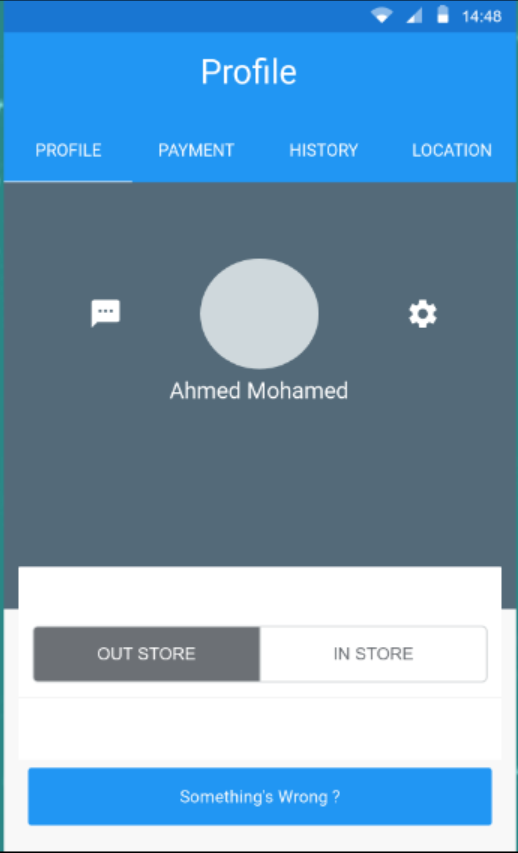 14:48
Profile
PROFILE PAYMENT HISTORY LOCATION
Ahmed Mohamed
OUT STORE IN STORE
Something's Wrong ?